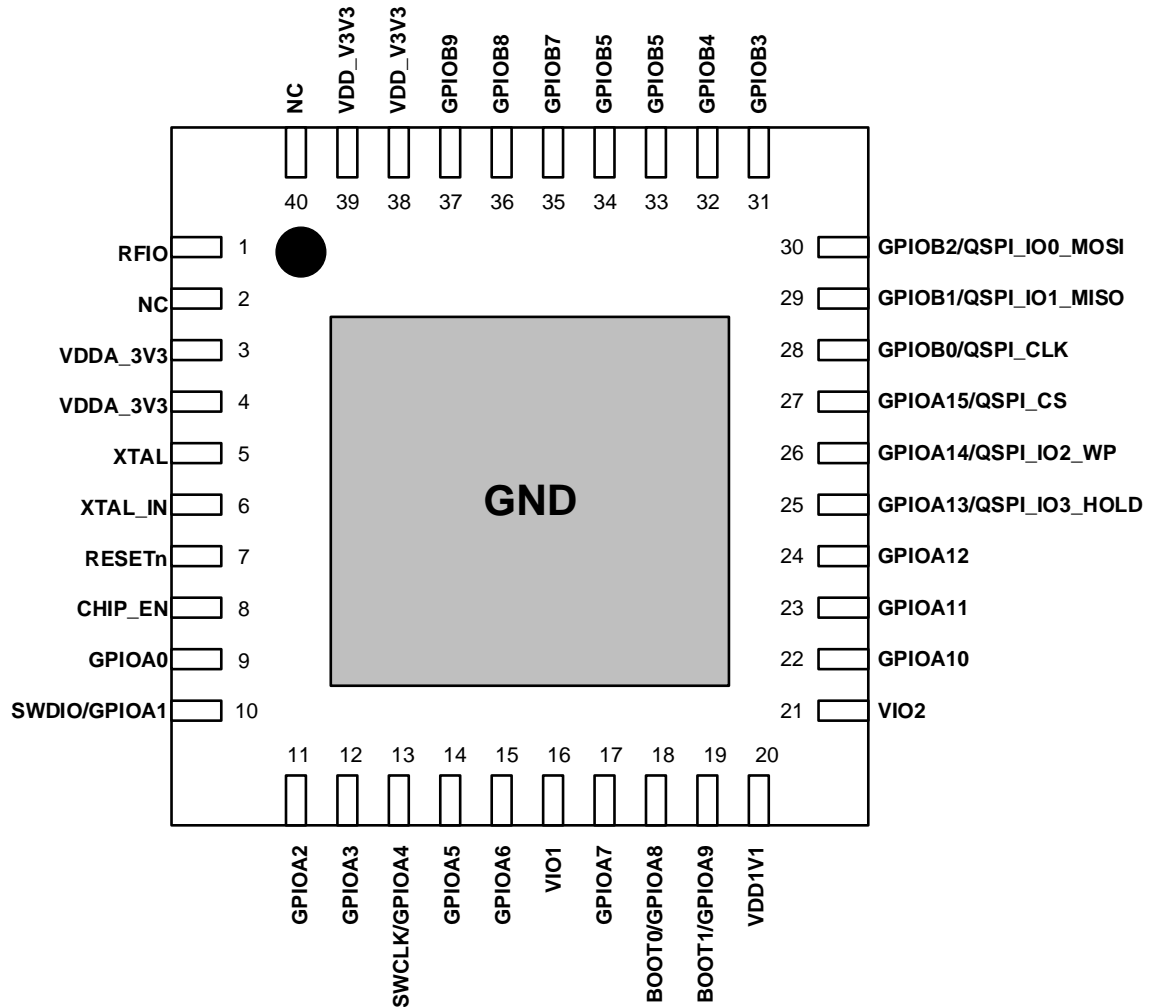 NC
VDD_V3V3
VDD_V3V3
GPIOB9
GPIOB8
GPIOB7
GPIOB5
GPIOB5
GPIOB4
GPIOB3
40
39
38
37
36
35
34
33
32
31
RFIO
1
NC
2
VDDA_3V3
3
VDDA_3V3
4
XTAL
5
XTAL_IN
6
RESETn
7
CHIP_EN
8
GPIOA0
9
SWDIO/GPIOA1
10
GND
30
GPIOB2/QSPI_IO0_MOSI
29
GPIOB1/QSPI_IO1_MISO
28
GPIOB0/QSPI_CLK
27
GPIOA15/QSPI_CS
26
GPIOA14/QSPI_IO2_WP
25
GPIOA13/QSPI_IO3_HOLD
24
GPIOA12
23
GPIOA11
22
GPIOA10
21
VIO2
11
12
13
14
15
16
17
18
19
20
GPIOA2
GPIOA3
SWCLK/GPIOA4
GPIOA5
GPIOA6
VIO1
GPIOA7
BOOT0/GPIOA8
BOOT1/GPIOA9
VDD1V1